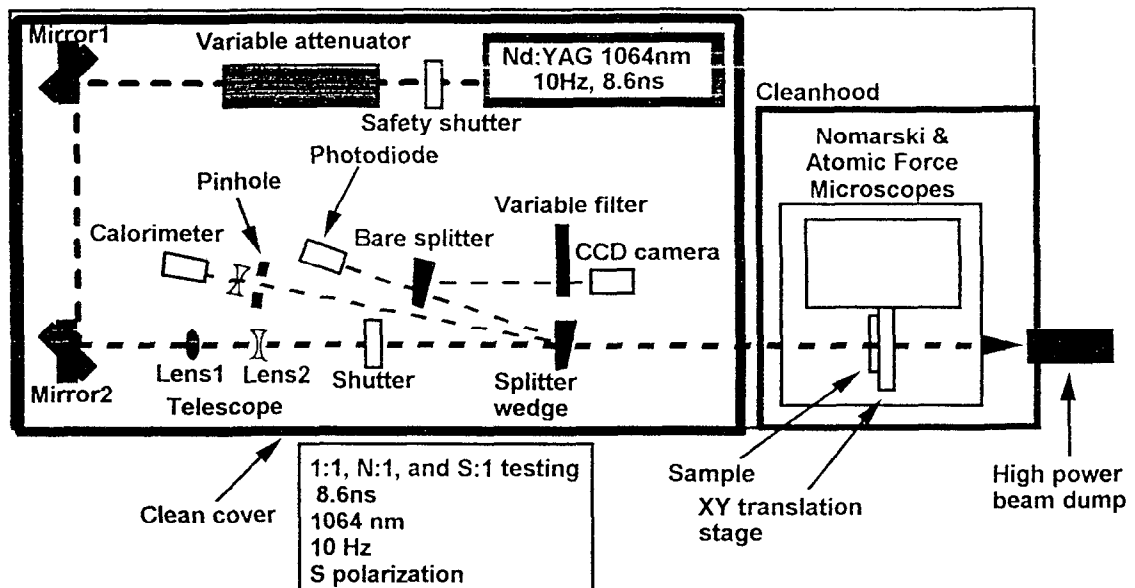 Mirror1
Variable attenuator
Nd:YAG 1064nm
10Hz, 8.6ns
Safety shutter
Photodiode
Pinhole
Calorimeter
Bare splitter
Variable filter
CCD camera
Mirror2
Lens1
Lens2
Telescope
Shutter
Splitter
wedge
Cleanhood
Nomarski &
Atomic Force
Microscopes
Clean cover
1:1, N:1, and S:1 testing
8.6ns
1064 nm
10 Hz
S polarization
Sample
XY translation
stage
High power
beam dump